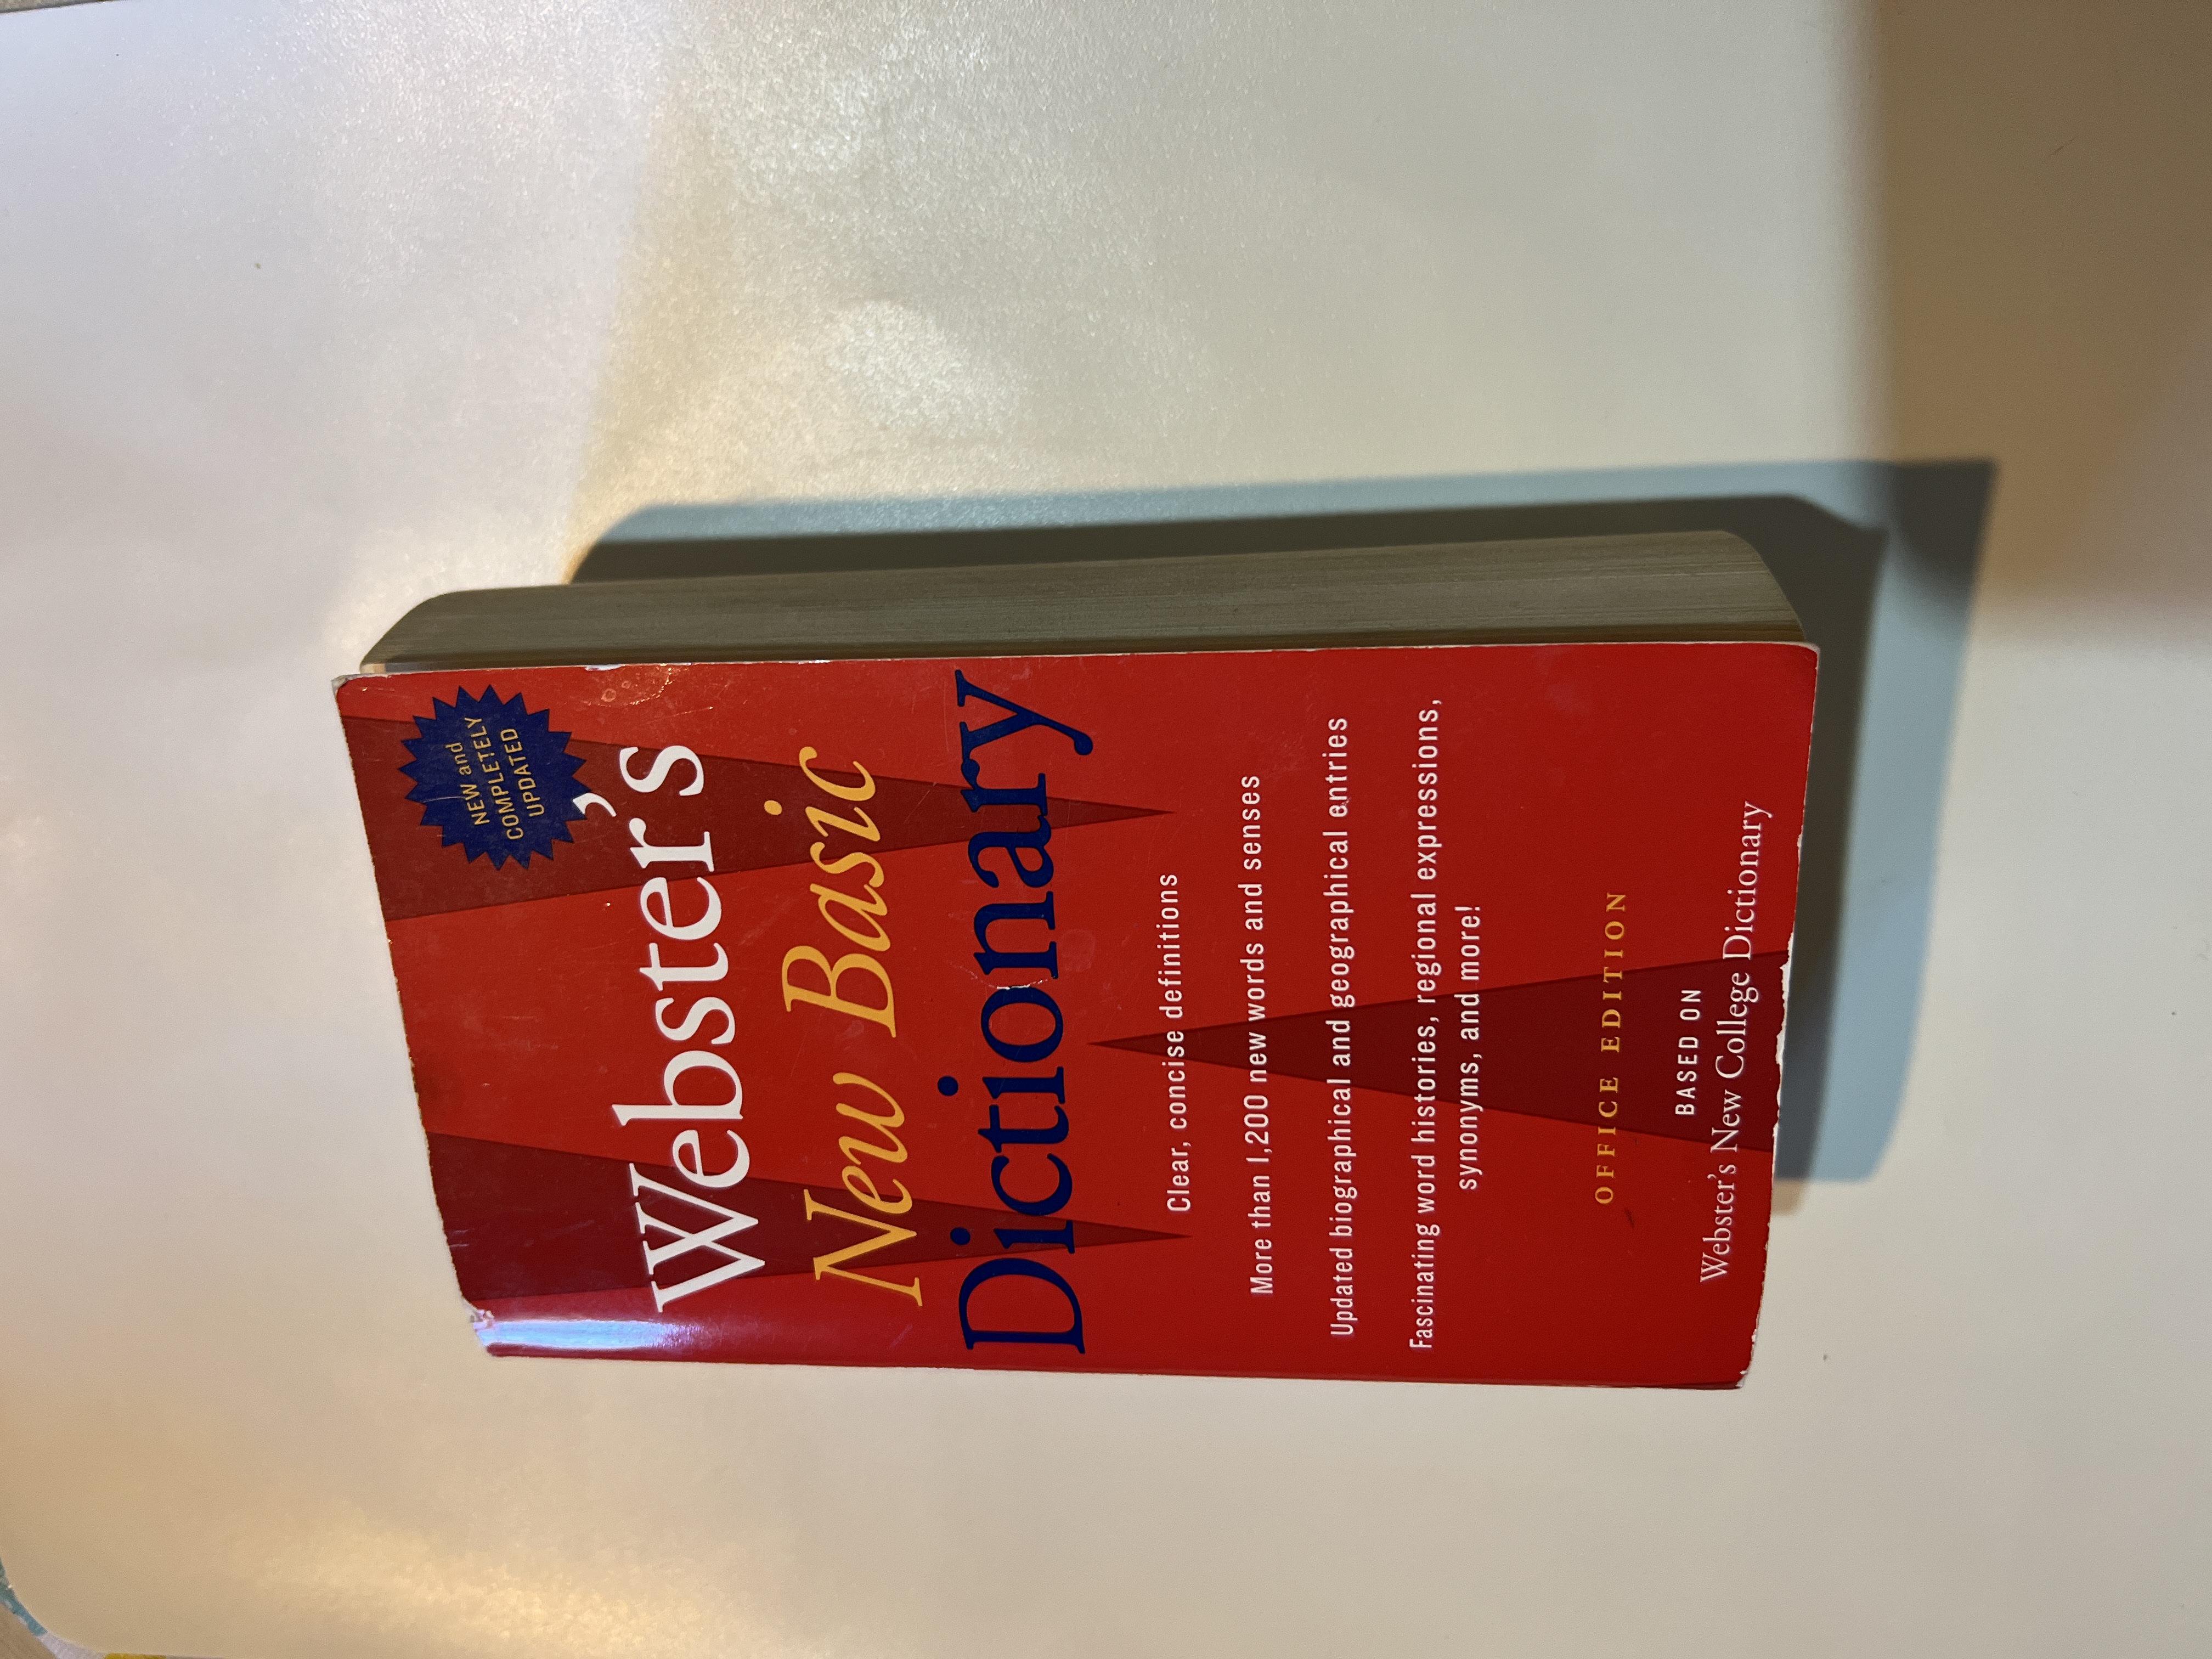 NEW and
COMPLETELY
UPDATED
Webster's
New Basic
Dictionary
Clear, concise definitions
More than 1,200 new words and senses
Updated biographical and geographical entries
Fascinating word histories, regional expressions,
synonyms, and more!
OFFICE EDITION
BASED ON
Webster's New College Dictionary